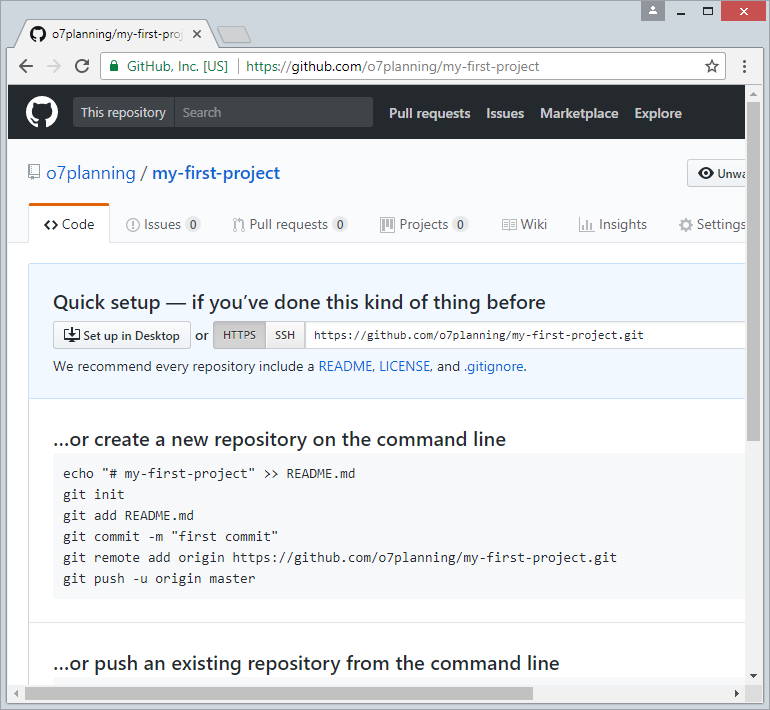 o7planning/my-first-proj
GitHub, Inc. [US] https://github.com/o7planning/my-first-project
This repository Search Pull requests Issues Marketplace Explore
o7planning / my-first-project Unwa
Code Issues 0 Pull requests 0 Projects 0 Wiki Insights Settings
Quick setup — if you’ve done this kind of thing before
Set up in Desktop or HTTPS SSH https://github.com/o7planning/my-first-project.git
We recommend every repository include a README, LICENSE, and .gitignore.
…or create a new repository on the command line
echo "# my-first-project" >> README.md
git init
git add README.md
git commit -m "first commit"
git remote add origin https://github.com/o7planning/my-first-project.git
git push -u origin master
…or push an existing repository from the command line